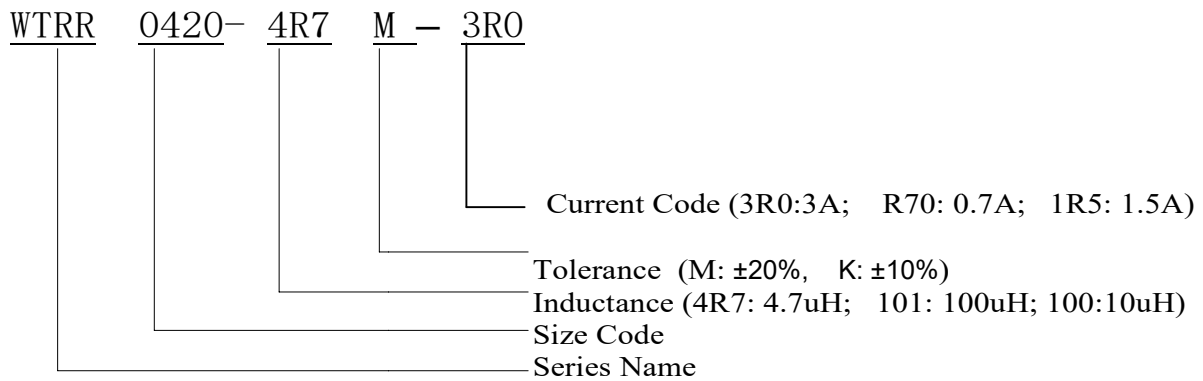 WTRR 0420- 4R7 M - 3R0
Current Code (3R0:3A; R70: 0.7A; 1R5: 1.5A)
Tolerance (M: ±20%, K: ±10%)
Inductance (4R7: 4.7uH; 101: 100uH; 100:10uH)
Size Code
Series Name